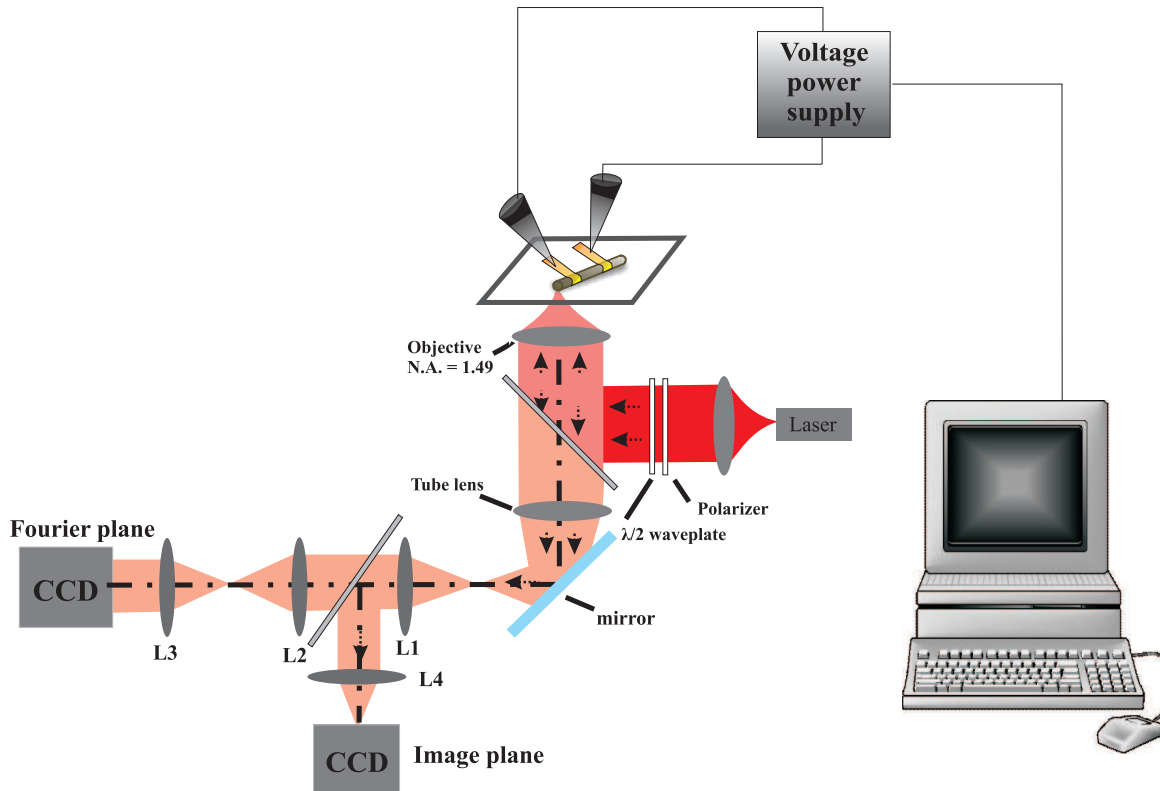 Voltage
power
supply
Objective
N.A. = 1.49
Laser
Tube lens
Polarizer
λ/2 waveplate
Fourier plane
CCD
mirror
L3
L2
L1
L4
CCD
Image plane